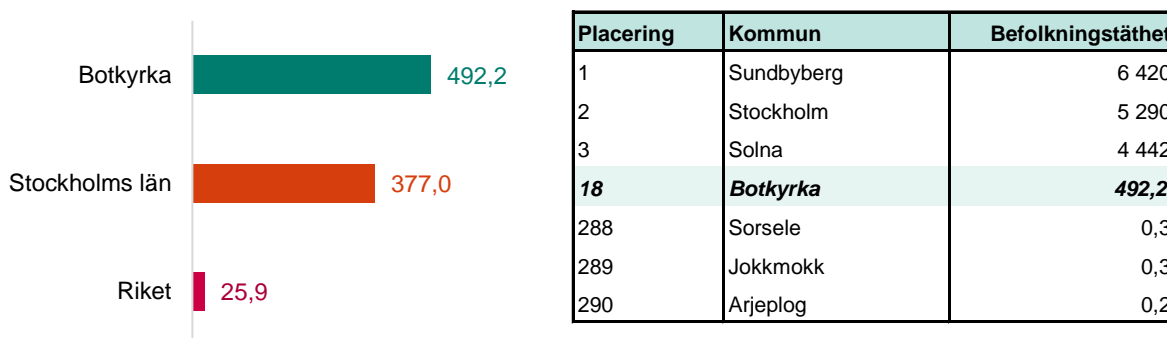 Botkyrka 492,2
Stockholms län 377,0
Riket 25,9
Placering Kommun Befolkningstäthet
1 Sundbyberg 6 420
2 Stockholm 5 290
3 Solna 4 442
18 Botkyrka 492,2
288 Sorsele 0,3
289 Jokkmokk 0,3
290 Arjeplog 0,2